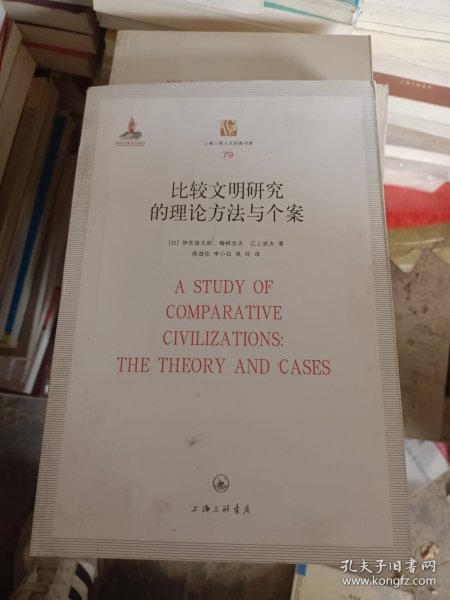 上海三联人文经典书库
79
比较文明研究
的理论方法与个案
[日] 伊东俊太郎 梅棹忠夫 江上波夫 著
周颂伦 李小白 吴玲 译
A STUDY OF
COMPARATIVE
CIVILIZATIONS:
THE THEORY AND CASES
上海三联书店
孔夫子旧书网
www.kongfz.com